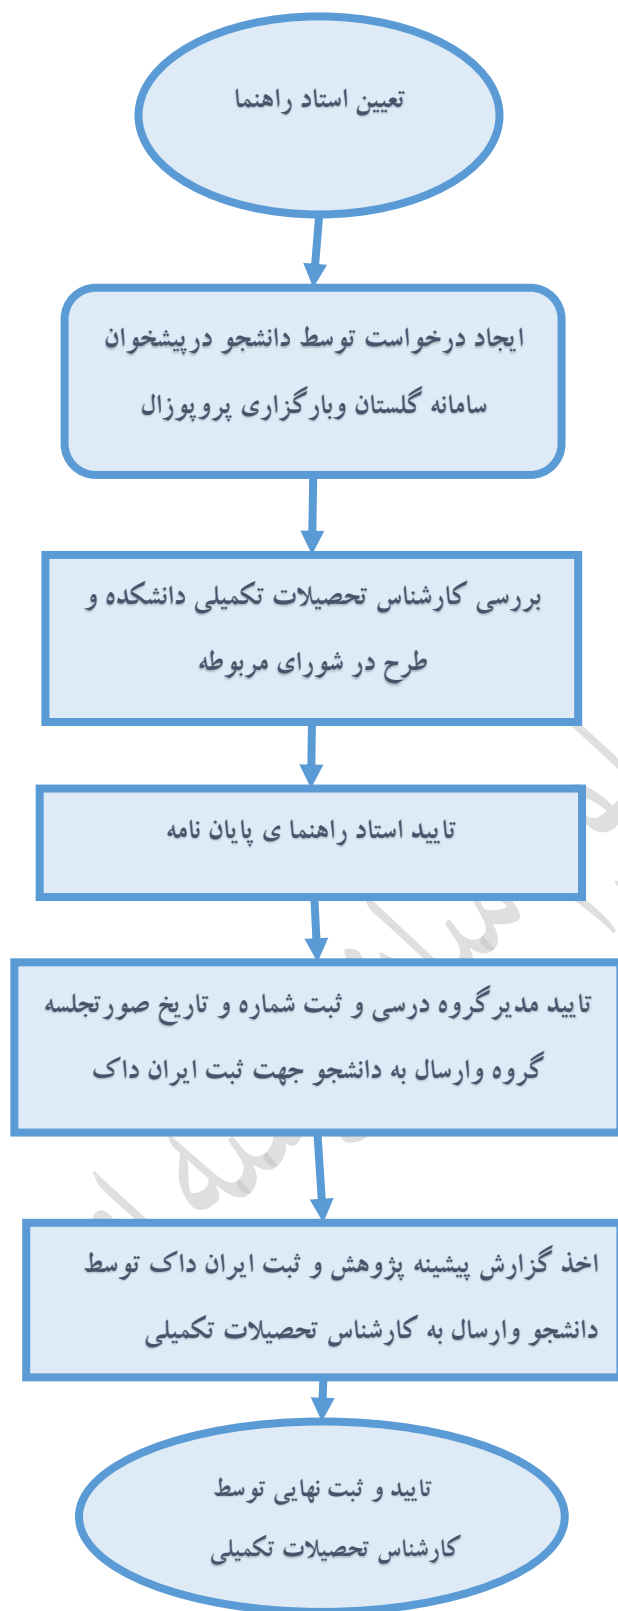 تعیین استاد راهنما
ایجاد درخواست توسط دانشجو درپیشخوان
سامانه گلستان وبارگزاری پروپوزال
بررسی کارشناس تحصیلات تکمیلی دانشکده و
طرح در شورای مربوطه
تایید استاد راهنما ی پایان نامه
تایید مدیرگروه درسی و ثبت شماره و تاریخ صورتجلسه
گروه وارسال به دانشجو جهت ثبت ایران داک
اخذ گزارش پیشینه پژوهش و ثبت ایران داک توسط
دانشجو وارسال به کارشناس تحصیلات تکمیلی
تایید و ثبت نهایی توسط
کارشناس تحصیلات تکمیلی